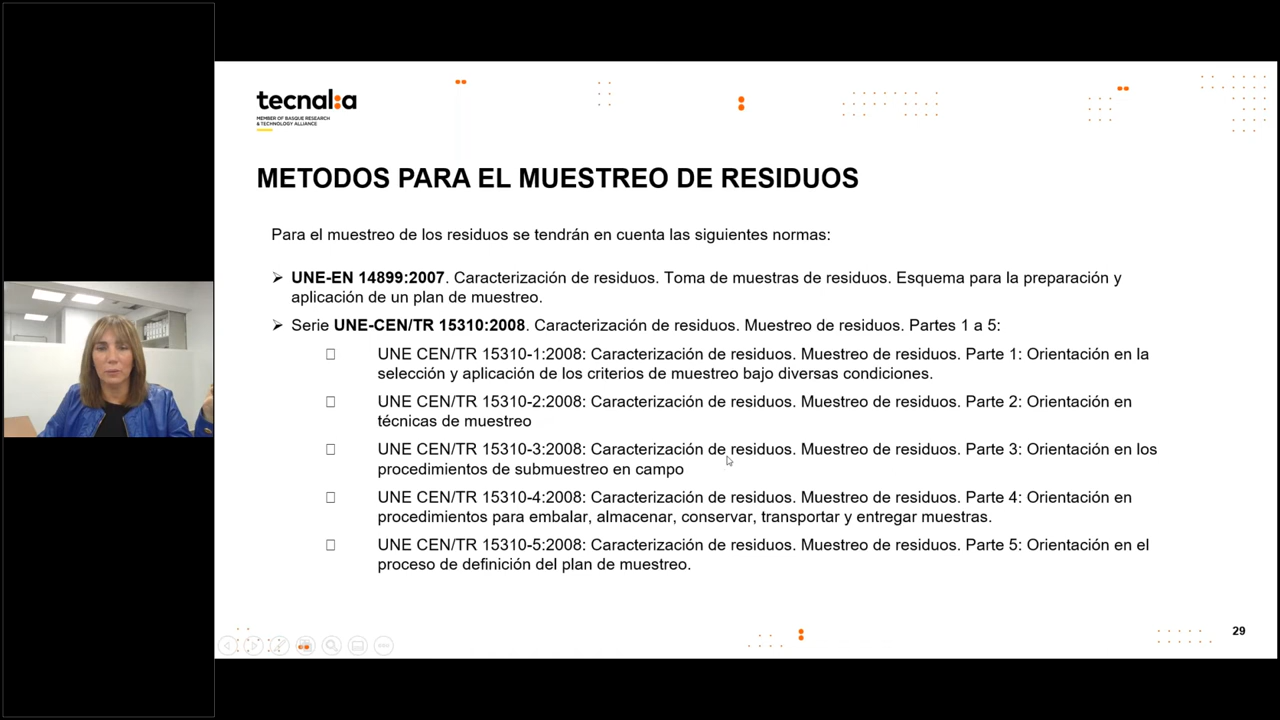 tecnal:a
MEMBER OF BASQUE RESEARCH
& TECHNOLOGY ALLIANCE
METODOS PARA EL MUESTREO DE RESIDUOS
Para el muestreo de los residuos se tendrán en cuenta las siguientes normas:
➢ UNE-EN 14899:2007. Caracterización de residuos. Toma de muestras de residuos. Esquema para la preparación y
aplicación de un plan de muestreo.
➢ Serie UNE-CEN/TR 15310:2008. Caracterización de residuos. Muestreo de residuos. Partes 1 a 5:
UNE CEN/TR 15310-1:2008: Caracterización de residuos. Muestreo de residuos. Parte 1: Orientación en la
selección y aplicación de los criterios de muestreo bajo diversas condiciones.
UNE CEN/TR 15310-2:2008: Caracterización de residuos. Muestreo de residuos. Parte 2: Orientación en
técnicas de muestreo
UNE CEN/TR 15310-3:2008: Caracterización de residuos. Muestreo de residuos. Parte 3: Orientación en los
procedimientos de submuestreo en campo
UNE CEN/TR 15310-4:2008: Caracterización de residuos. Muestreo de residuos. Parte 4: Orientación en
procedimientos para embalar, almacenar, conservar, transportar y entregar muestras.
UNE CEN/TR 15310-5:2008: Caracterización de residuos. Muestreo de residuos. Parte 5: Orientación en el
proceso de definición del plan de muestreo.
29